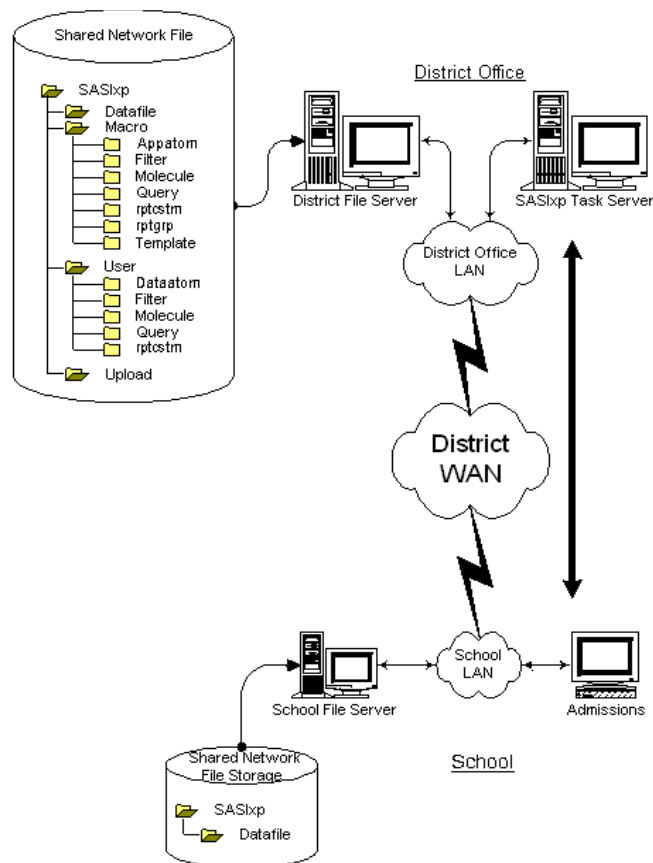 Shared Network File
SASIxp
Datafile
Macro
Appatom
Filter
Molecule
Query
rptcstm
rptgrp
Template
User
Dataatom
Filter
Molecule
Query
rptcstm
Upload
District Office
District File Server
SASIxp Task Server
District Office
LAN
District
WAN
School
LAN
School File Server
Admissions
School
Shared Network
File Storage
SASIxp
Datafile